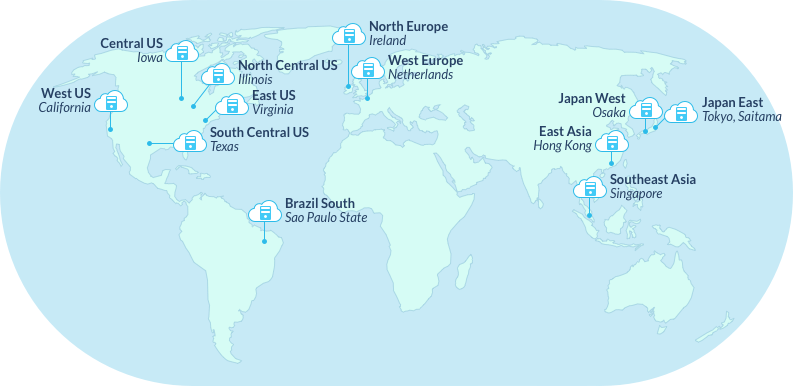 North Europe
Ireland
Central US
Iowa
North Central US
Illinois
West Europe
Netherlands
West US
California
East US
Virginia
Japan West
Osaka
Japan East
Tokyo, Saitama
South Central US
Texas
East Asia
Hong Kong
Southeast Asia
Singapore
Brazil South
Sao Paulo State